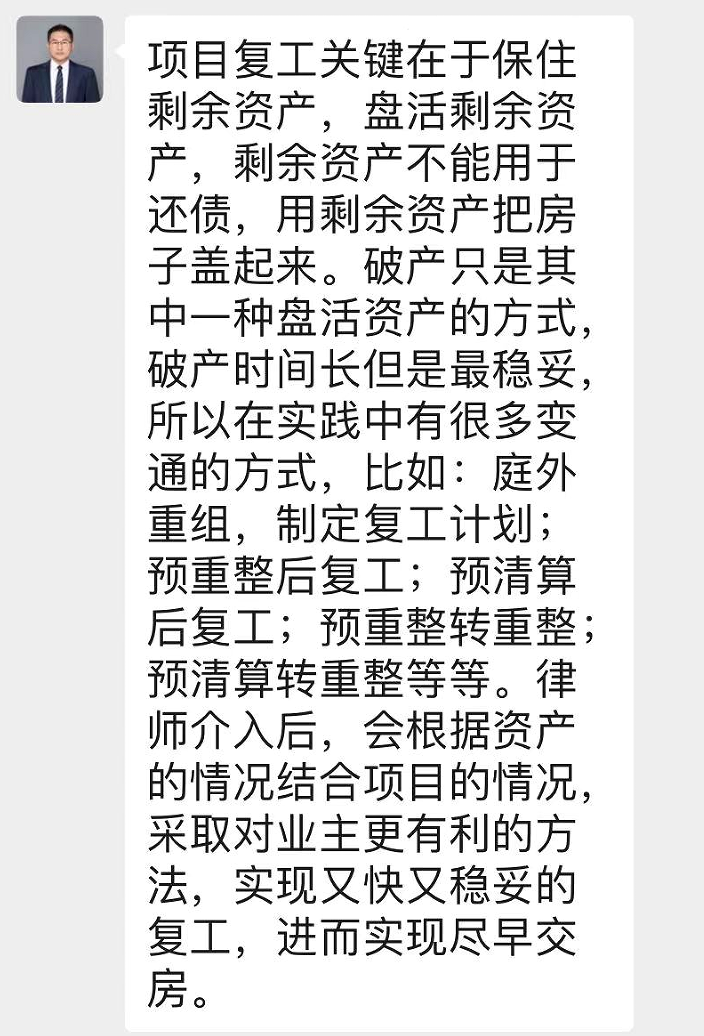 项目复工关键在于保住
剩余资产，盘活剩余资
产，剩余资产不能用于
还债，用剩余资产把房
子盖起来。破产只是其
中一种盘活资产的方式，
破产时间长但是最稳妥，
所以在实践中有很多变
通的方式，比如：庭外
重组，制定复工计划；
预重整后复工；预清算
后复工；预重整转重整；
预清算转重整等等。律
师介入后，会根据资产
的情况结合项目的情况，
采取对业主更有利的方
法，实现又快又稳妥的
复工，进而实现尽早交
房。